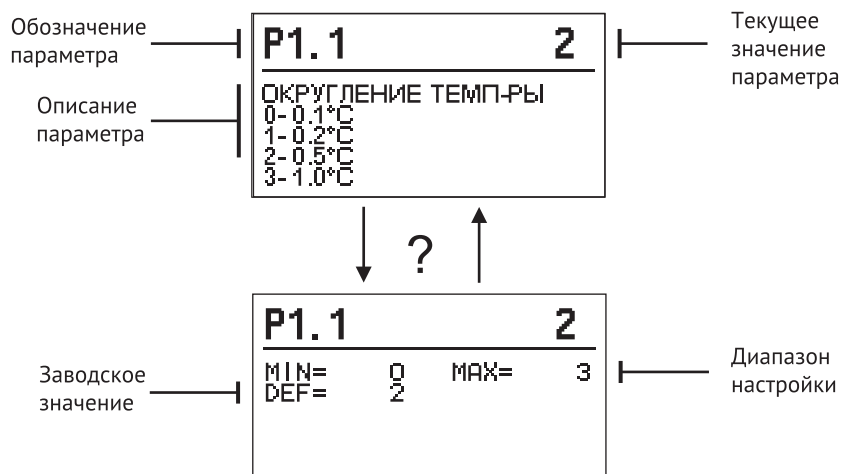 Обозначение
параметра
P1.1 2
Текущее
значение
параметра
Описание
параметра
ОКРУГЛЕНИЕ ТЕМП-РЫ
0- 0.1°C
1- 0.2°C
2- 0.5°C
3- 1.0°C
?
P1.1 2
Заводское
значение
MIN= 0 MAX= 3
DEF= 2
Диапазон
настройки